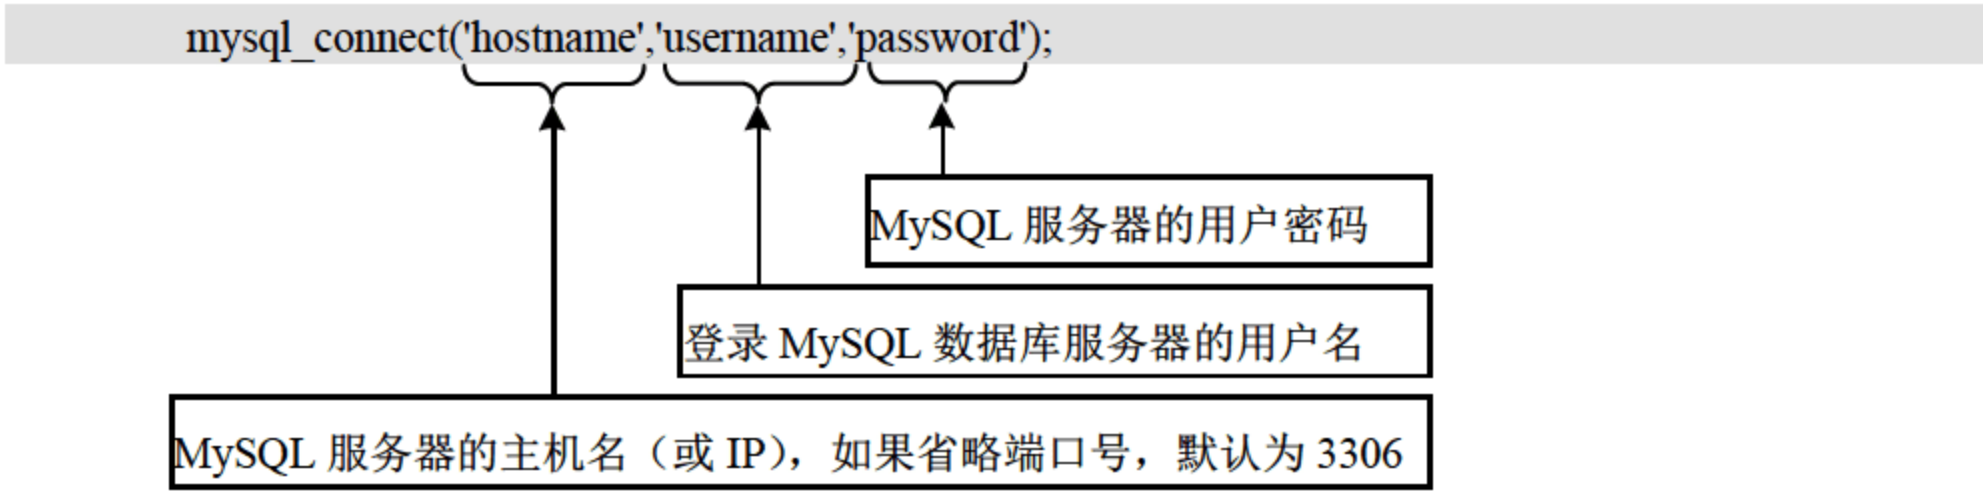 mysql_connect('hostname','username','password');
MySQL 服务器的用户密码
登录 MySQL 数据库服务器的用户名
MySQL 服务器的主机名（或 IP），如果省略端口号，默认为 3306